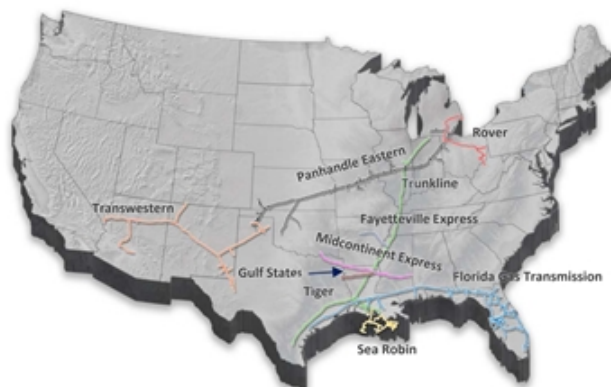 Rover
Panhandle Eastern
Trunkline
Transwestern
Fayetteville Express
Midcontinent Express
Gulf States
Florida Gas Transmission
Tiger
Sea Robin